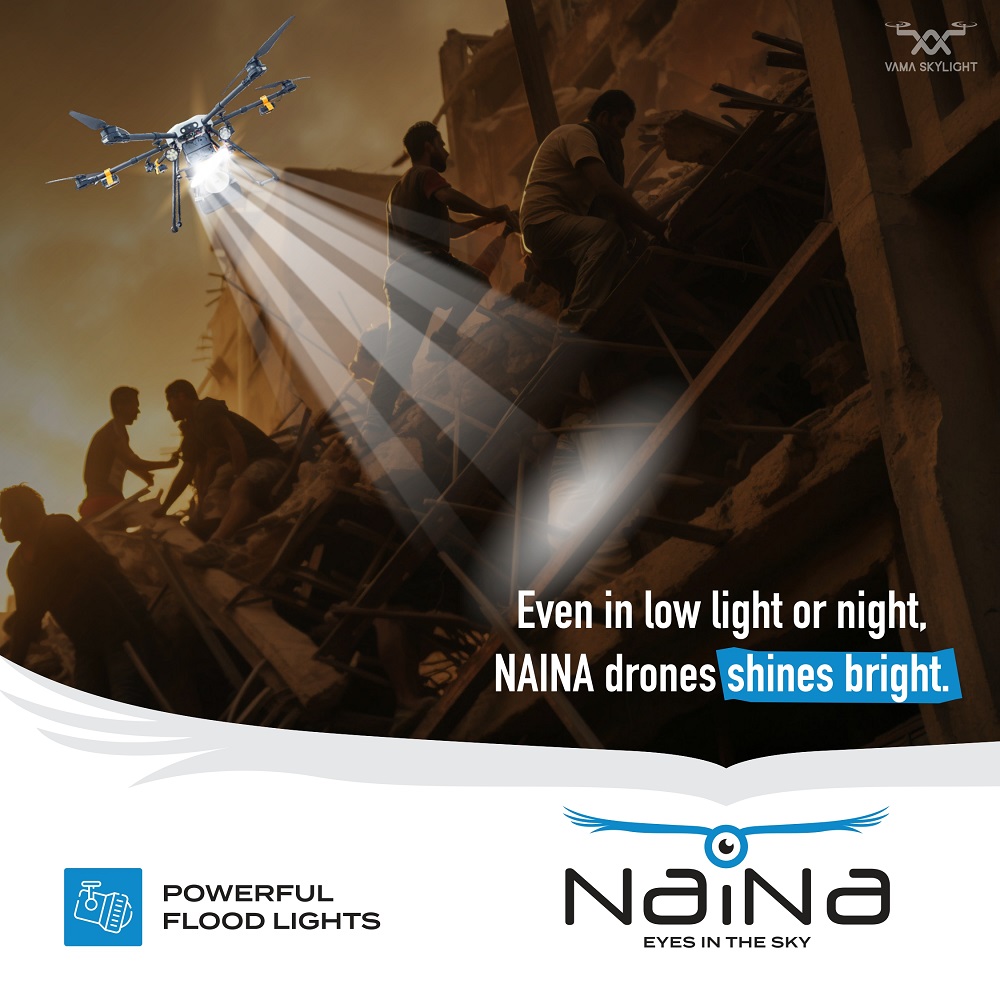 VAMA SKYLIGHT
Even in low light or night,
NAINA drones shines bright.
POWERFUL
FLOOD LIGHTS
NaiNa
EYES IN THE SKY